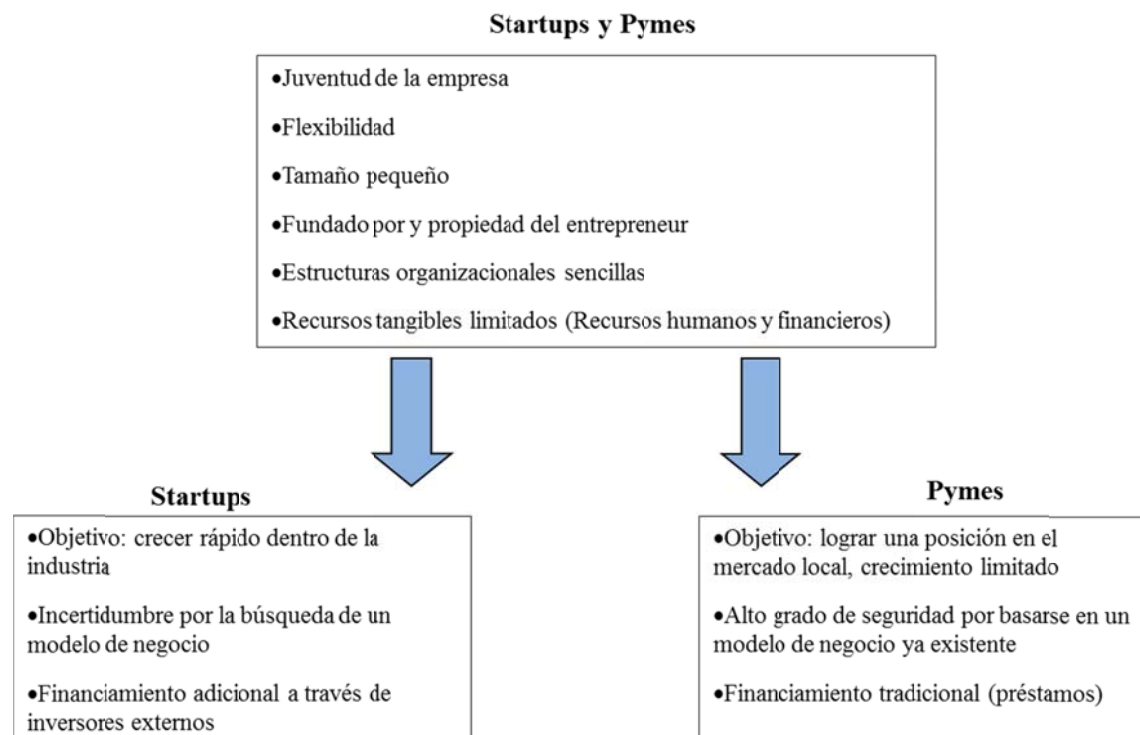 Startups y Pymes
•Juventud de la empresa
•Flexibilidad
•Tamaño pequeño
•Fundado por y propiedad del entrepreneur
•Estructuras organizacionales sencillas
•Recursos tangibles limitados (Recursos humanos y financieros)
Startups
•Objetivo: crecer rápido dentro de la
industria
•Incertidumbre por la búsqueda de un
modelo de negocio
•Financiamiento adicional a través de
inversores externos
Pymes
•Objetivo: lograr una posición en el
mercado local, crecimiento limitado
•Alto grado de seguridad por basarse en un
modelo de negocio ya existente
•Financiamiento tradicional (préstamos)